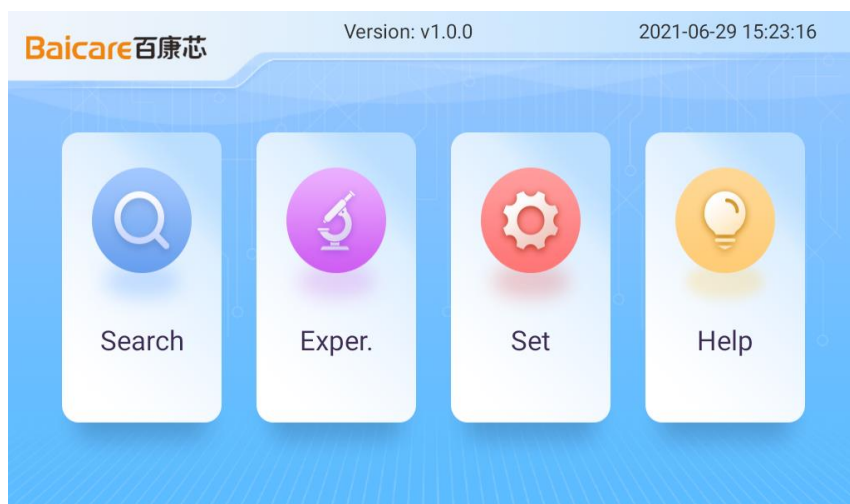 Baicare百康芯
Version: v1.0.0
2021-06-29 15:23:16
Search
Exper.
Set
Help